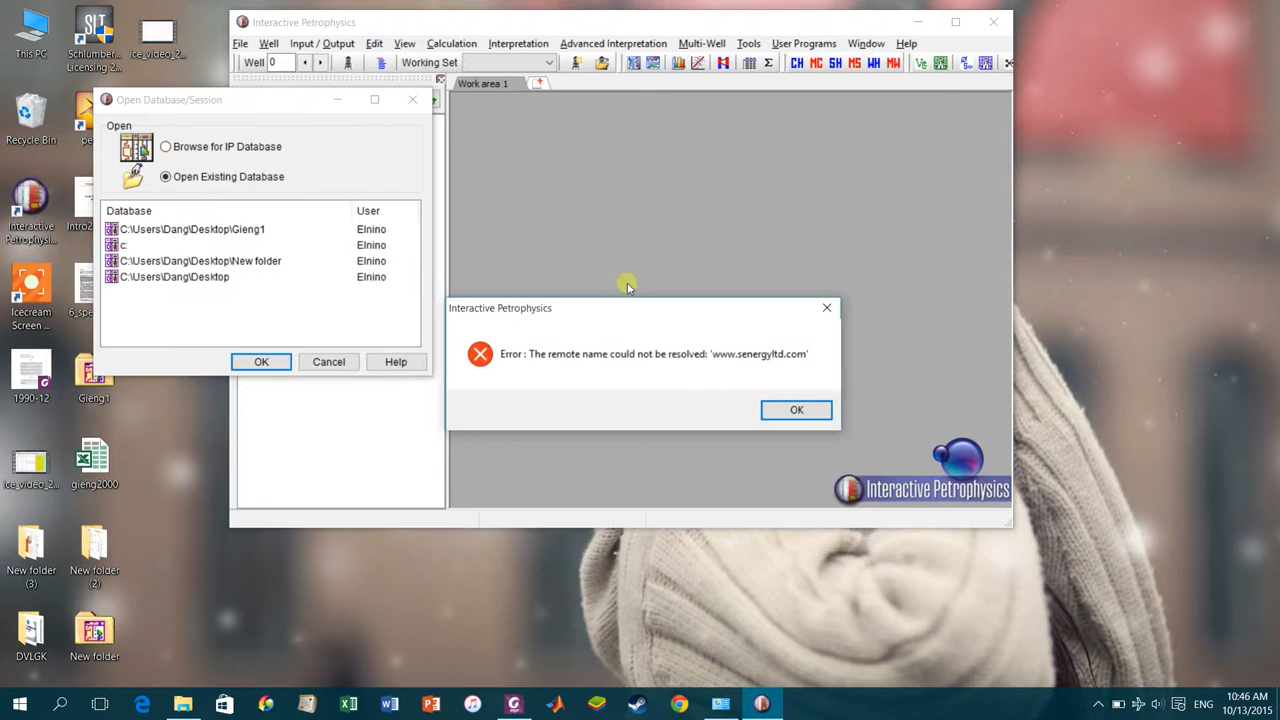 This PC
Schlumber...
Licensing 2...
ice_video_2...
Recycle Bin
pe
Interactive
Petrophysi...
Intro2
Icecream
Screen ...
6_spe
1990-12
Gieng1
ice_video_2...
gieng2000
New folder
(3)
New folder
(2)
DVLGK
New folder
Interactive Petrophysics
File Well Input / Output Edit View Calculation Interpretation Advanced Interpretation Multi-Well Tools User Programs Window Help
Well 0 Working Set Σ CH MC SH MS WH MW
Work area 1
Open Database/Session
Open
Browse for IP Database
Open Existing Database
Database User
C:\Users\Dang\Desktop\Gieng1 Elnino
c: Elnino
C:\Users\Dang\Desktop\New folder Elnino
C:\Users\Dang\Desktop Elnino
OK Cancel Help
Interactive Petrophysics
Error : The remote name could not be resolved: 'www.senergyltd.com'
OK
Interactive Petrophysics
ENG
10:46 AM
10/13/2015